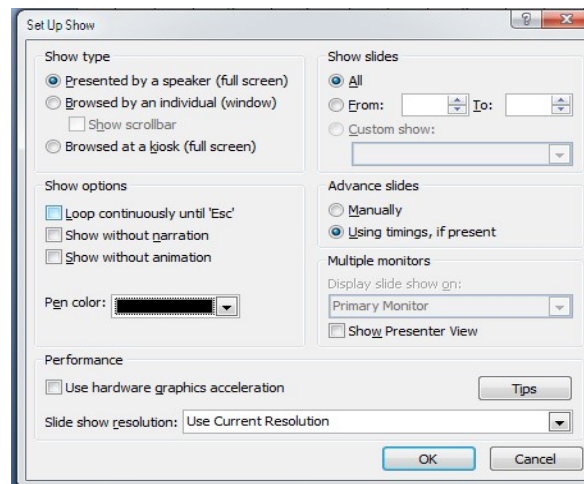 Set Up Show
Show type
Presented by a speaker (full screen)
Browsed by an individual (window)
Show scrollbar
Browsed at a kiosk (full screen)
Show slides
All
From: To:
Custom show:
Show options
Loop continuously until 'Esc'
Show without narration
Show without animation
Pen color:
Advance slides
Manually
Using timings, if present
Multiple monitors
Display slide show on:
Primary Monitor
Show Presenter View
Performance
Use hardware graphics acceleration
Tips
Slide show resolution: Use Current Resolution
OK Cancel